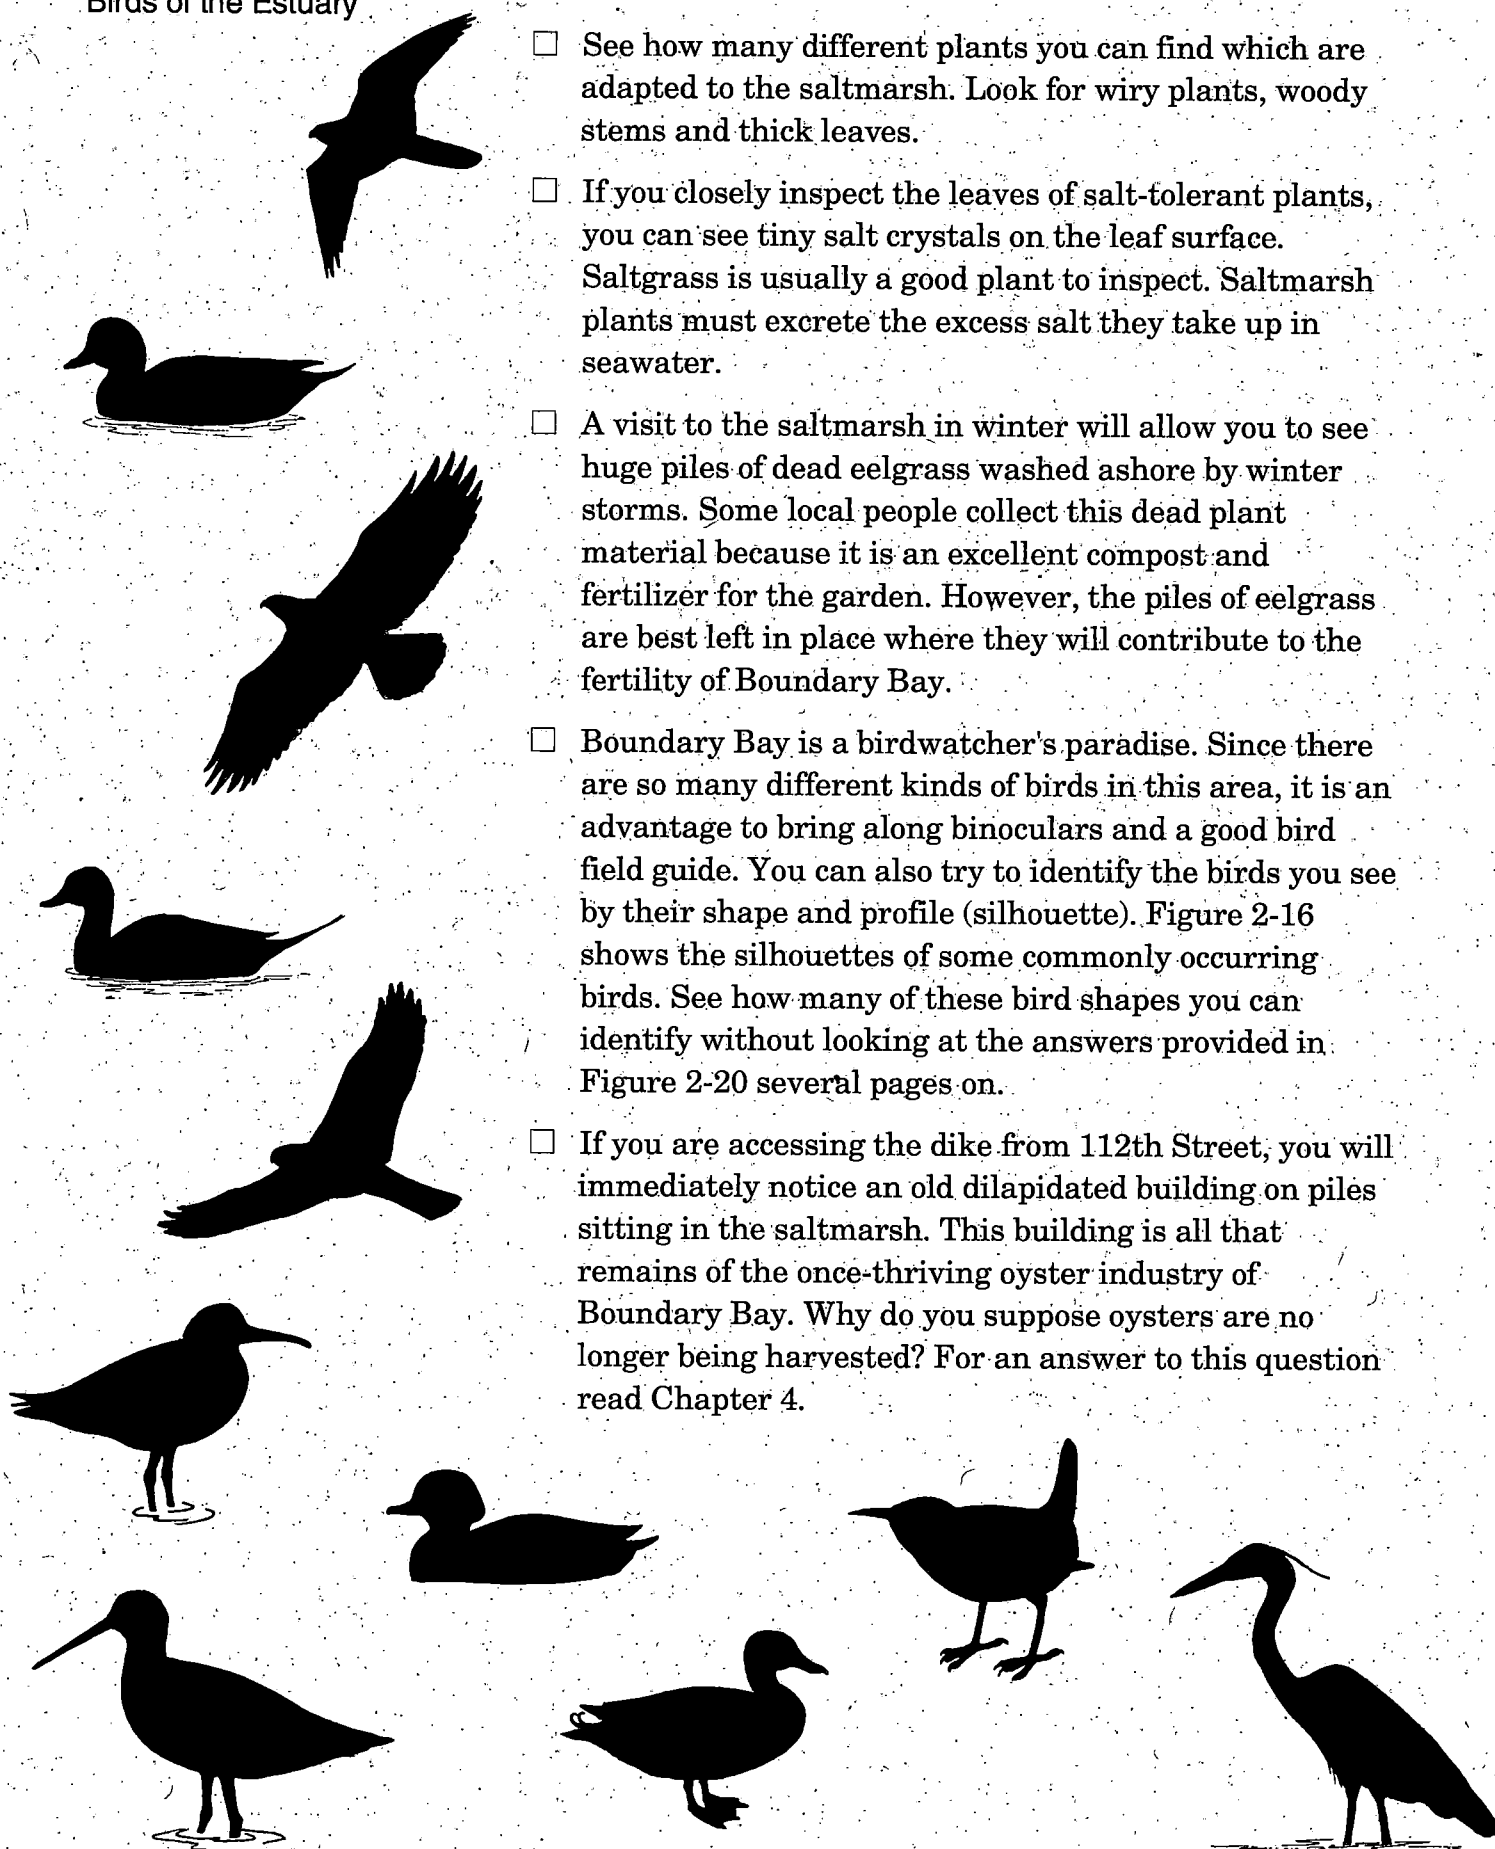 Birds of the Estuary
☐ See how many different plants you can find which are
adapted to the saltmarsh. Look for wiry plants, woody
stems and thick leaves.
☐ If you closely inspect the leaves of salt-tolerant plants,
you can see tiny salt crystals on the leaf surface.
Saltgrass is usually a good plant to inspect. Saltmarsh
plants must excrete the excess salt they take up in
seawater.
☐ A visit to the saltmarsh in winter will allow you to see
huge piles of dead eelgrass washed ashore by winter
storms. Some local people collect this dead plant
material because it is an excellent compost and
fertilizer for the garden. However, the piles of eelgrass
are best left in place where they will contribute to the
fertility of Boundary Bay.
☐ Boundary Bay is a birdwatcher's paradise. Since there
are so many different kinds of birds in this area, it is an
advantage to bring along binoculars and a good bird
field guide. You can also try to identify the birds you see
by their shape and profile (silhouette). Figure 2-16
shows the silhouettes of some commonly occurring
birds. See how many of these bird shapes you can
identify without looking at the answers provided in
Figure 2-20 several pages on.
☐ If you are accessing the dike from 112th Street, you will
immediately notice an old dilapidated building on piles
sitting in the saltmarsh. This building is all that
remains of the once-thriving oyster industry of
Boundary Bay. Why do you suppose oysters are no
longer being harvested? For an answer to this question
read Chapter 4.